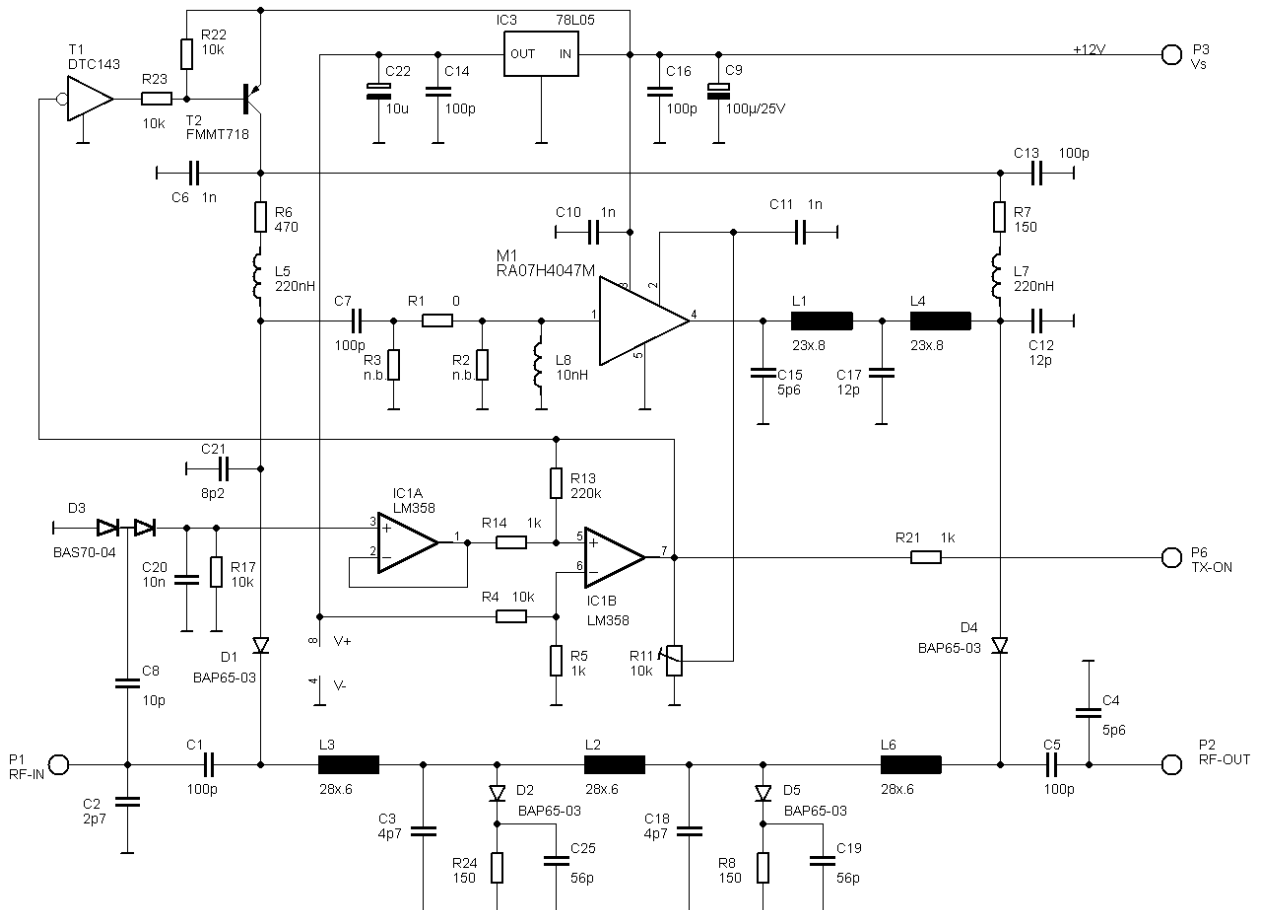 IC3 78L05
T1
DTC143
R22
10k
OUT IN
+12V
P3
Vs
R23
10k
C22
10u
C14
100p
C16
100p
C9
100µ/25V
T2
FMMT718
C13 100p
C6 1n
R6
470
C10 1n
C11 1n
R7
150
M1
RA07H4047M
L5
220nH
3
2
L7
220nH
C7
100p
R1 0
1
4
5
L1
23x.8
L4
23x.8
C12
12p
R3
n.b.
R2
n.b.
L8
10nH
C15
5p6
C17
12p
C21
8p2
R13
220k
D3
BAS70-04
IC1A
LM358
3
+
2
−
1
R14 1k
5
+
6
−
7
R21 1k
P6
TX-ON
C20
10n
R17
10k
R4 10k
IC1B
LM358
D1
BAP65-03
8 V+
4 V-
R5
1k
R11
10k
D4
BAP65-03
C8
10p
C4
5p6
P1
RF-IN
C1
100p
L3
28x.6
L2
28x.6
L6
28x.6
C5
100p
P2
RF-OUT
C2
2p7
C3
4p7
D2
BAP65-03
C18
4p7
D5
BAP65-03
R24
150
C25
56p
R8
150
C19
56p